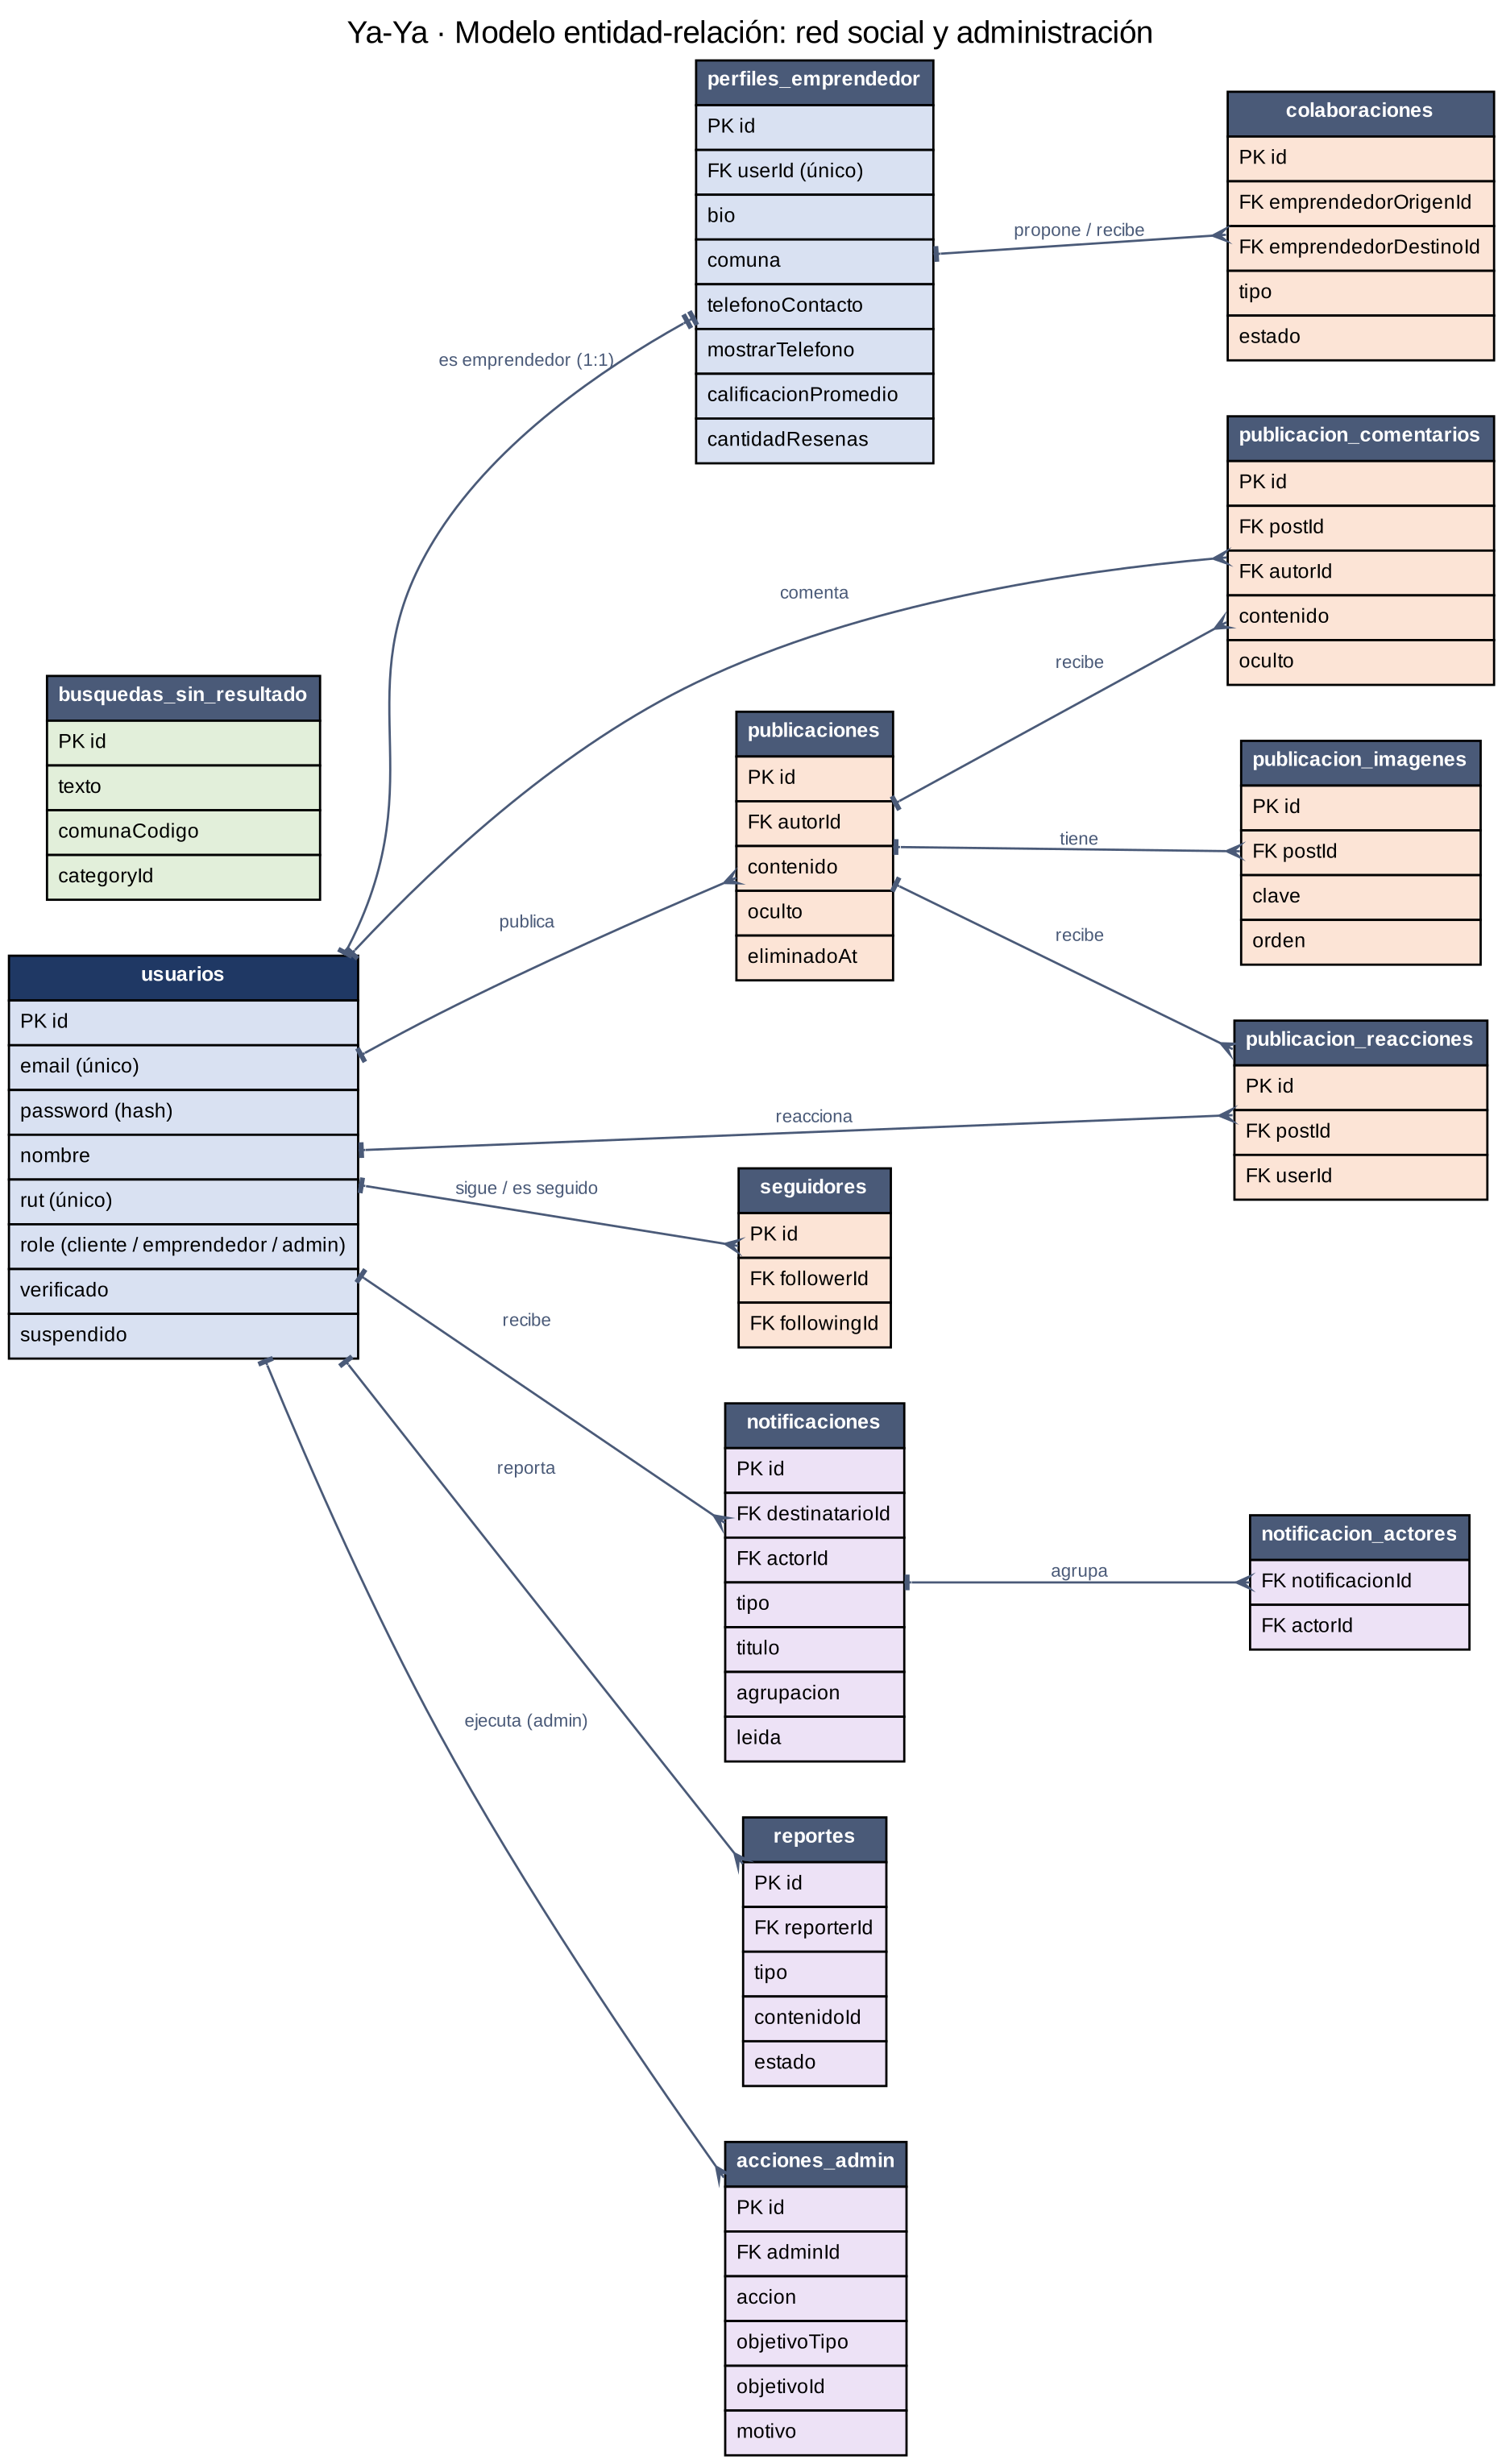 Ya-Ya · Modelo entidad-relación: red social y administración
perfiles_emprendedor
PK id
FK userId (único)
bio
comuna
telefonoContacto
mostrarTelefono
calificacionPromedio
cantidadResenas
colaboraciones
PK id
FK emprendedorOrigenId
FK emprendedorDestinoId
tipo
estado
propone / recibe
es emprendedor (1:1)
publicacion_comentarios
PK id
FK postId
FK autorId
contenido
oculto
comenta
recibe
busquedas_sin_resultado
PK id
texto
comunaCodigo
categoryId
publicaciones
PK id
FK autorId
contenido
oculto
eliminadoAt
publicacion_imagenes
PK id
FK postId
clave
orden
tiene
publica
recibe
usuarios
PK id
email (único)
password (hash)
nombre
rut (único)
role (cliente / emprendedor / admin)
verificado
suspendido
publicacion_reacciones
PK id
FK postId
FK userId
reacciona
sigue / es seguido
seguidores
PK id
FK followerId
FK followingId
recibe
reporta
notificaciones
PK id
FK destinatarioId
FK actorId
tipo
titulo
agrupacion
leida
agrupa
notificacion_actores
FK notificacionId
FK actorId
ejecuta (admin)
reportes
PK id
FK reporterId
tipo
contenidoId
estado
acciones_admin
PK id
FK adminId
accion
objetivoTipo
objetivoId
motivo